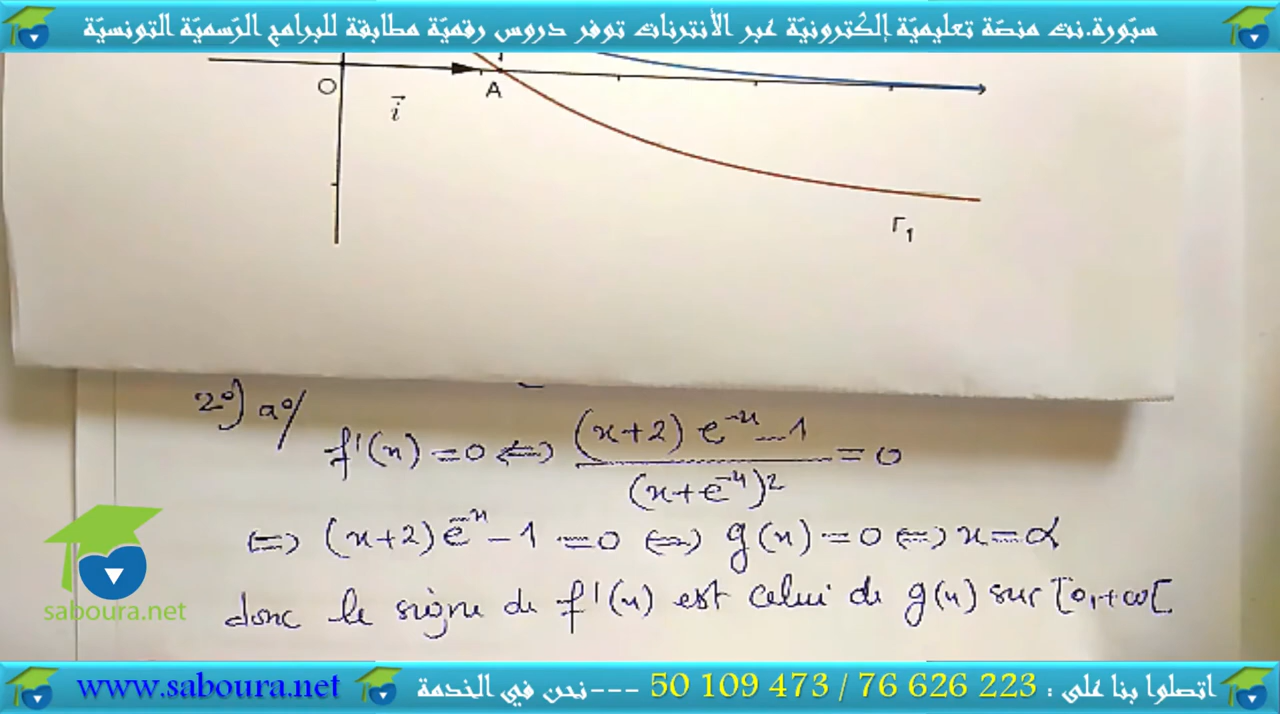 سبّورة.نت منصّة تعليميّة إلكترونيّة عبر الأنترنات توفر دروس رقميّة مطابقة للبرامج الرّسميّة التونسيّة
O
i
A
Γ₁
2°) a°/
f'(x) = 0 ⇔ ((x+2) e^{-x} - 1) / (x+e^{-x})² = 0
⇔ (x+2) e^{-x} - 1 = 0 ⇔ g(x) = 0 ⇔ x = α
donc le signe de f'(x) est celui de g(x) sur [0,+∞[
saboura.net
www.saboura.net اتصلوا بنا على : 223 626 76 / 473 109 50 ---نحن في الخدمة